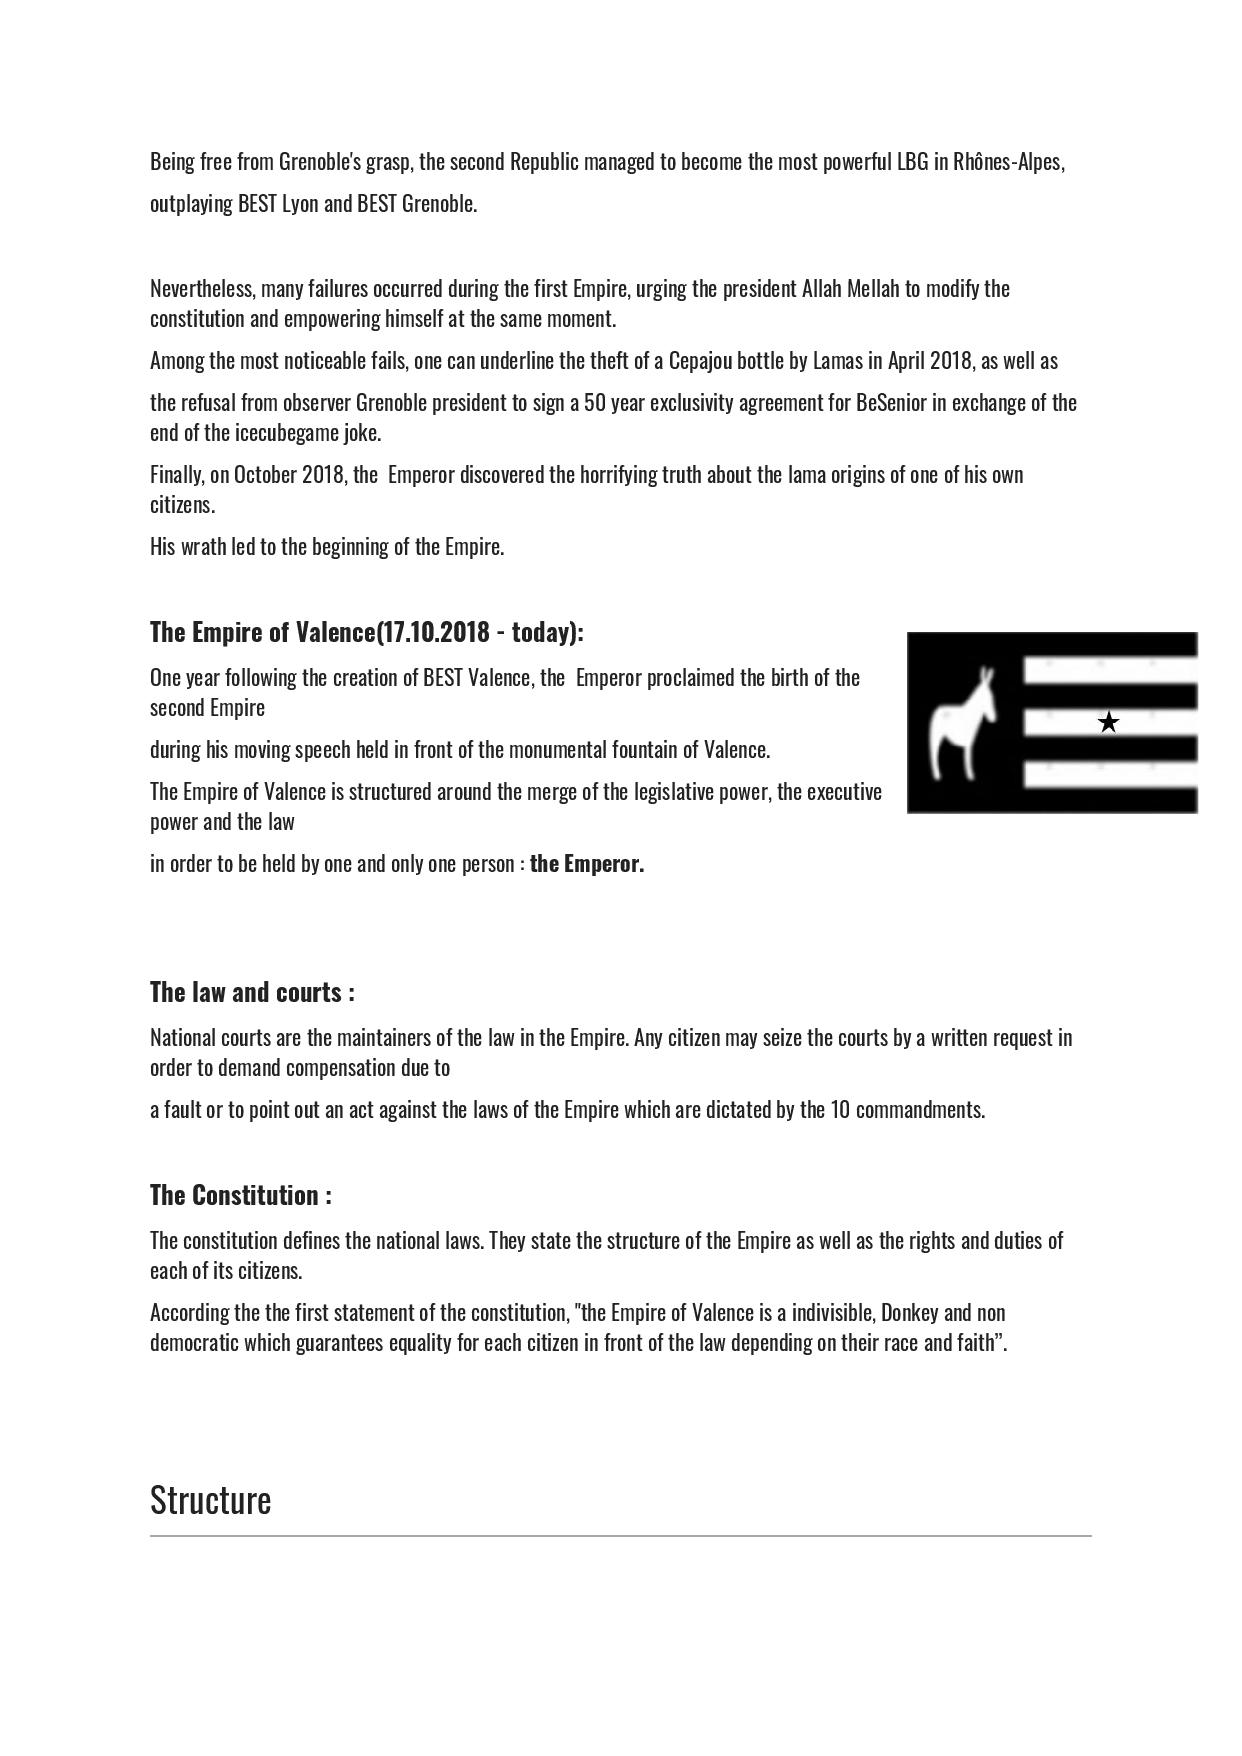 Being free from Grenoble's grasp, the second Republic managed to become the most powerful LBG in Rhônes-Alpes,
outplaying BEST Lyon and BEST Grenoble.
Nevertheless, many failures occurred during the first Empire, urging the president Allah Mellah to modify the
constitution and empowering himself at the same moment.
Among the most noticeable fails, one can underline the theft of a Cepajou bottle by Lamas in April 2018, as well as
the refusal from observer Grenoble president to sign a 50 year exclusivity agreement for BeSenior in exchange of the
end of the icecubegame joke.
Finally, on October 2018, the  Emperor discovered the horrifying truth about the lama origins of one of his own
citizens.
His wrath led to the beginning of the Empire.
The Empire of Valence(17.10.2018 - today):
One year following the creation of BEST Valence, the  Emperor proclaimed the birth of the
second Empire
during his moving speech held in front of the monumental fountain of Valence.
The Empire of Valence is structured around the merge of the legislative power, the executive
power and the law
in order to be held by one and only one person : the Emperor.
The law and courts :
National courts are the maintainers of the law in the Empire. Any citizen may seize the courts by a written request in
order to demand compensation due to
a fault or to point out an act against the laws of the Empire which are dictated by the 10 commandments.
The Constitution :
The constitution defines the national laws. They state the structure of the Empire as well as the rights and duties of
each of its citizens.
According the the first statement of the constitution, "the Empire of Valence is a indivisible, Donkey and non
democratic which guarantees equality for each citizen in front of the law depending on their race and faith”.
Structure